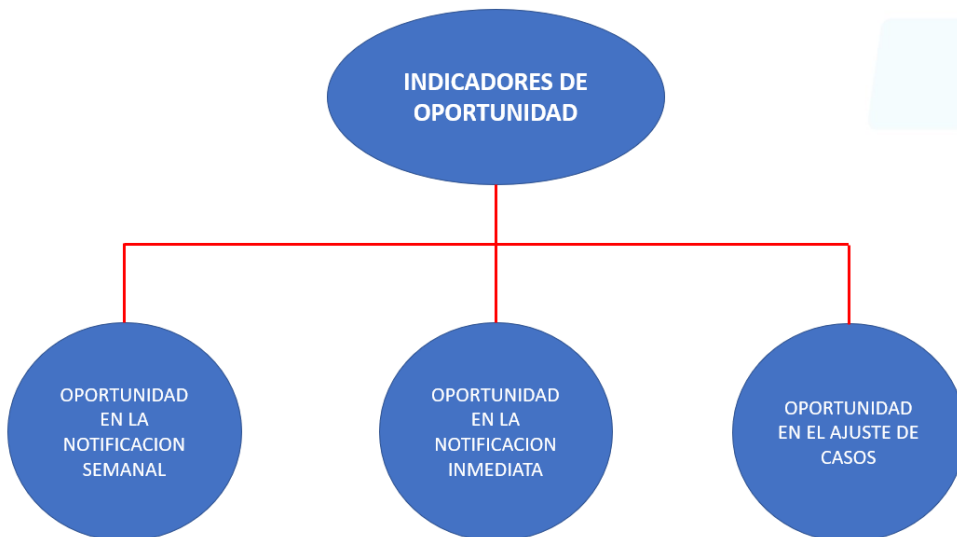 INDICADORES DE
OPORTUNIDAD
OPORTUNIDAD
EN LA
NOTIFICACION
SEMANAL
OPORTUNIDAD
EN LA
NOTIFICACION
INMEDIATA
OPORTUNIDAD
EN EL AJUSTE DE
CASOS